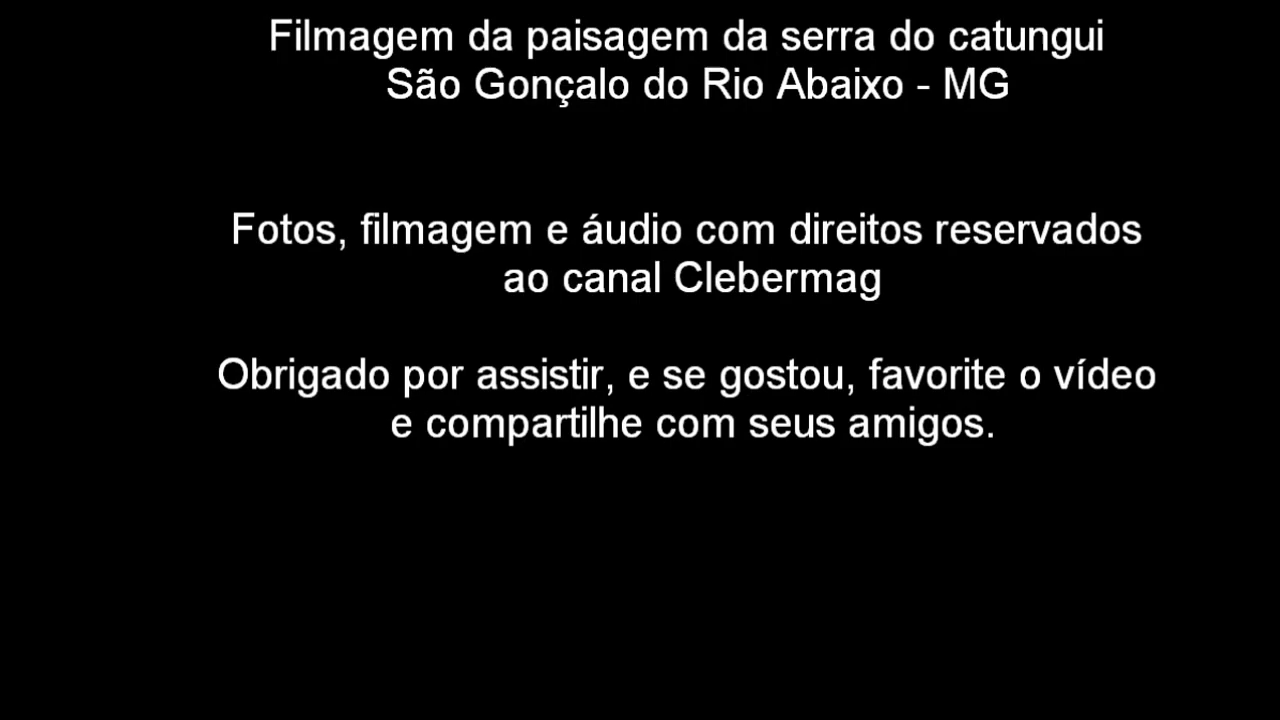 Filmagem da paisagem da serra do catungui
São Gonçalo do Rio Abaixo - MG
Fotos, filmagem e áudio com direitos reservados
ao canal Clebermag
Obrigado por assistir, e se gostou, favorite o vídeo
e compartilhe com seus amigos.